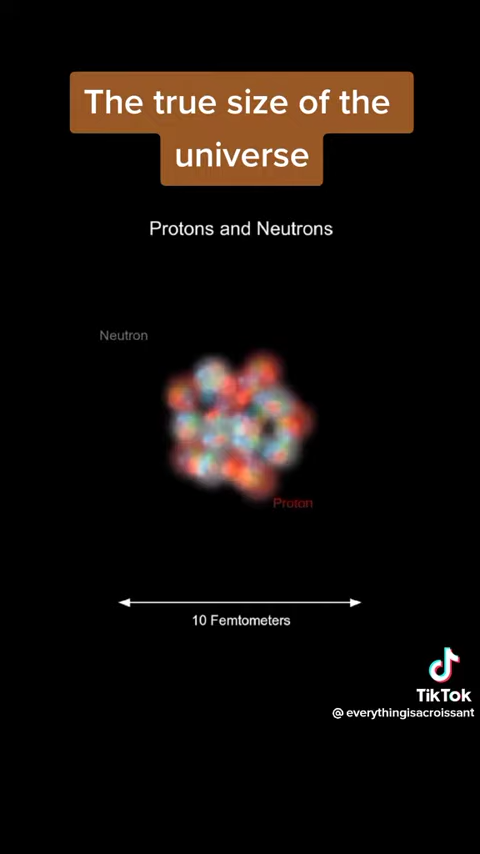 The true size of the
universe
Protons and Neutrons
Neutron
Proton
10 Femtometers
TikTok
@ everythingisacroissant